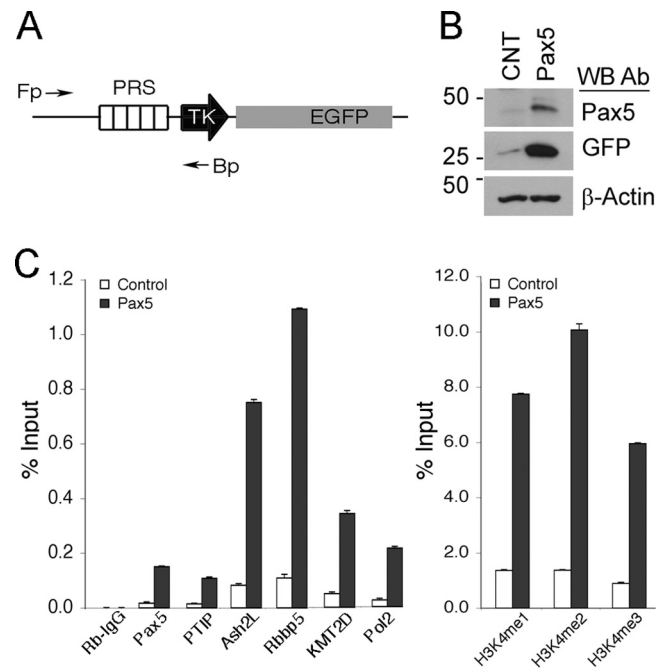 A
Fp
PRS
TK
EGFP
Bp
B
CNT
Pax5
WB Ab
50
Pax5
25
GFP
50
β-Actin
C
Control
Pax5
% Input
1.2
1.0
0.8
0.6
0.4
0.2
0.0
Rb-IgG
Pax5
PTIP
Ash2L
Rbbp5
KMT2D
Pol2
Control
Pax5
% Input
10.0
8.0
6.0
4.0
2.0
0.0
H3K4me1
H3K4me2
H3K4me3